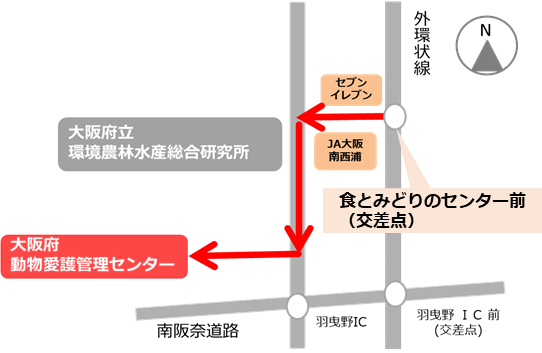 外環状線
N
セブン
イレブン
大阪府立
環境農林水産総合研究所
JA大阪
南西浦
食とみどりのセンター前
（交差点）
大阪府
動物愛護管理センター
南阪奈道路
羽曳野IC
羽曳野 IC 前
(交差点)